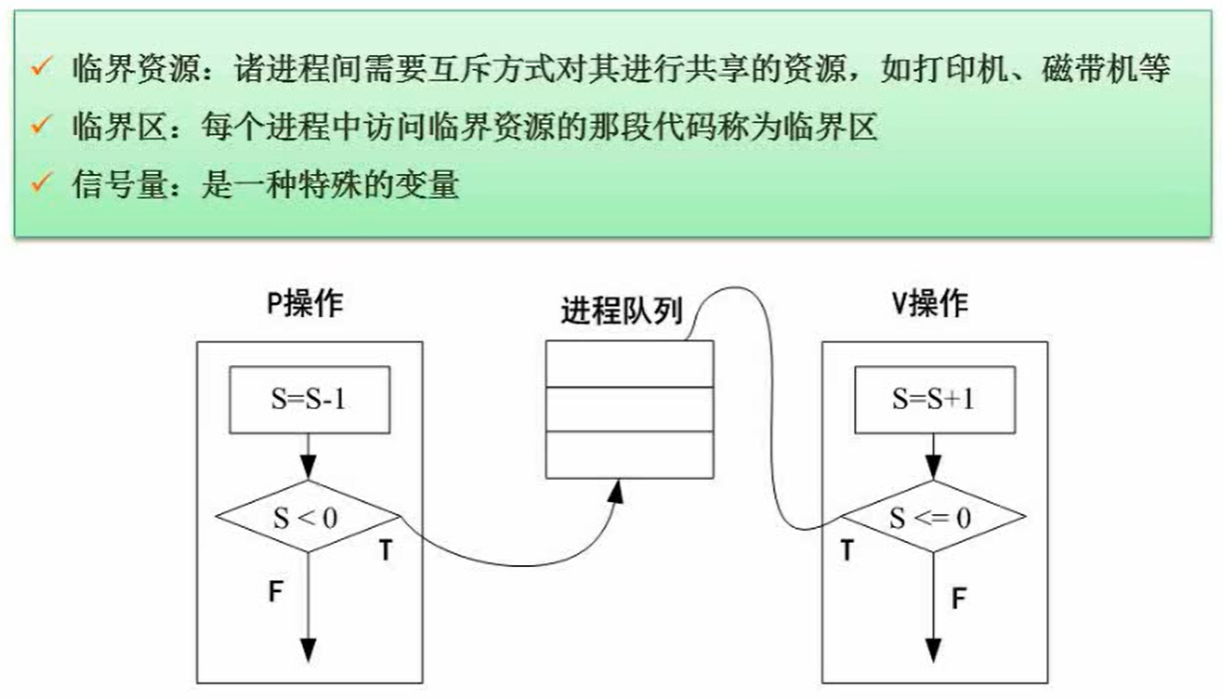 ✓ 临界资源：诸进程间需要互斥方式对其进行共享的资源，如打印机、磁带机等
✓ 临界区：每个进程中访问临界资源的那段代码称为临界区
✓ 信号量：是一种特殊的变量
P操作
进程队列
V操作
S=S-1
S=S+1
S < 0
S <= 0
T
T
F
F